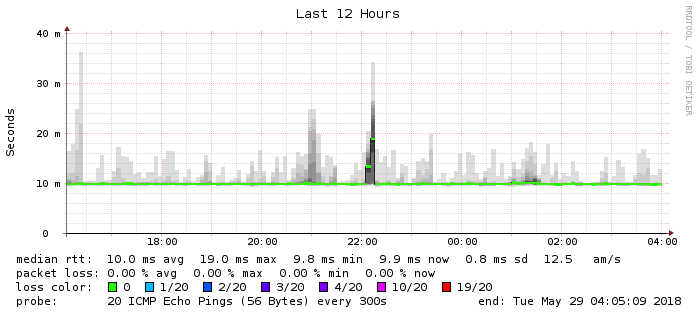 Last 12 Hours
RRDTOOL / TOBI OETIKER
Seconds
40 m
30 m
20 m
10 m
0
18:00 20:00 22:00 00:00 02:00 04:00
median rtt: 10.0 ms avg 19.0 ms max 9.8 ms min 9.9 ms now 0.8 ms sd 12.5 am/s
packet loss: 0.00 % avg 0.00 % max 0.00 % min 0.00 % now
loss color: 0 1/20 2/20 3/20 4/20 10/20 19/20
probe: 20 ICMP Echo Pings (56 Bytes) every 300s end: Tue May 29 04:05:09 2018